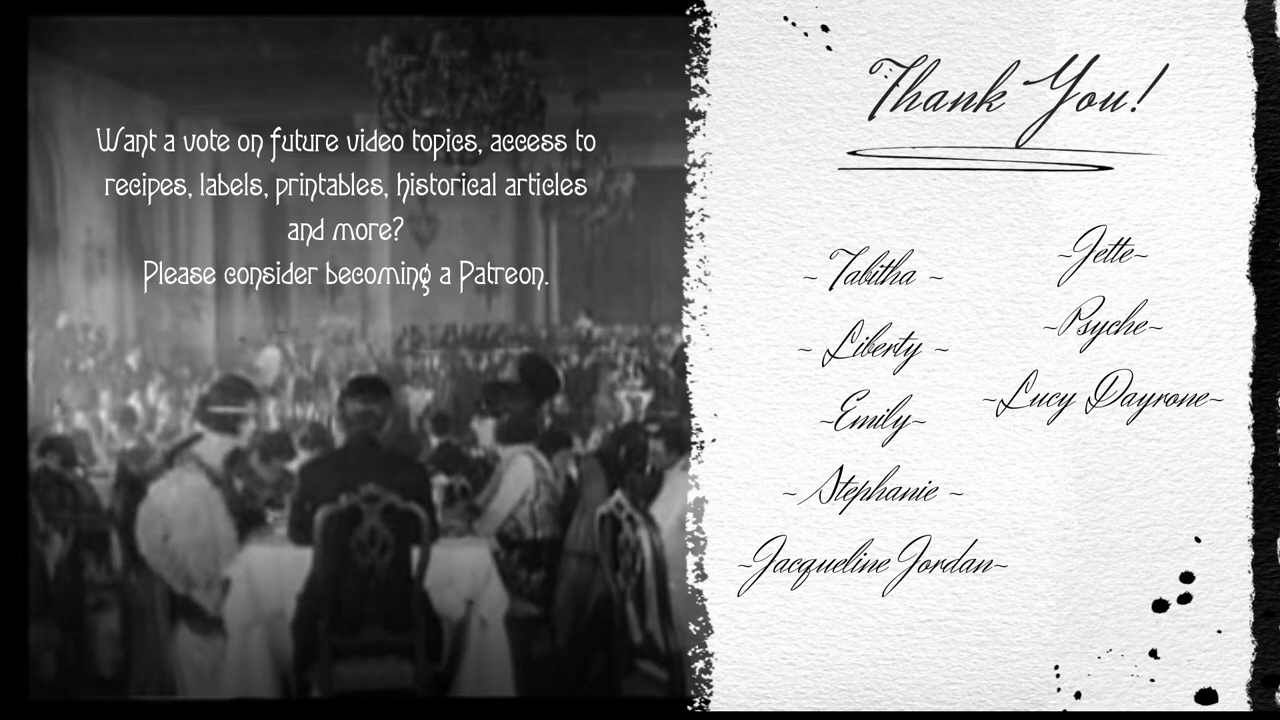 Want a vote on future video topics, access to
recipes, labels, printables, historical articles
and more?
Please consider becoming a Patreon.
Thank You!
~ Tabitha ~
~ Liberty ~
~Emily~
~ Stephanie ~
~Jacqueline Jordan~
~Jette~
~Psyche~
~Lucy Dayrone~